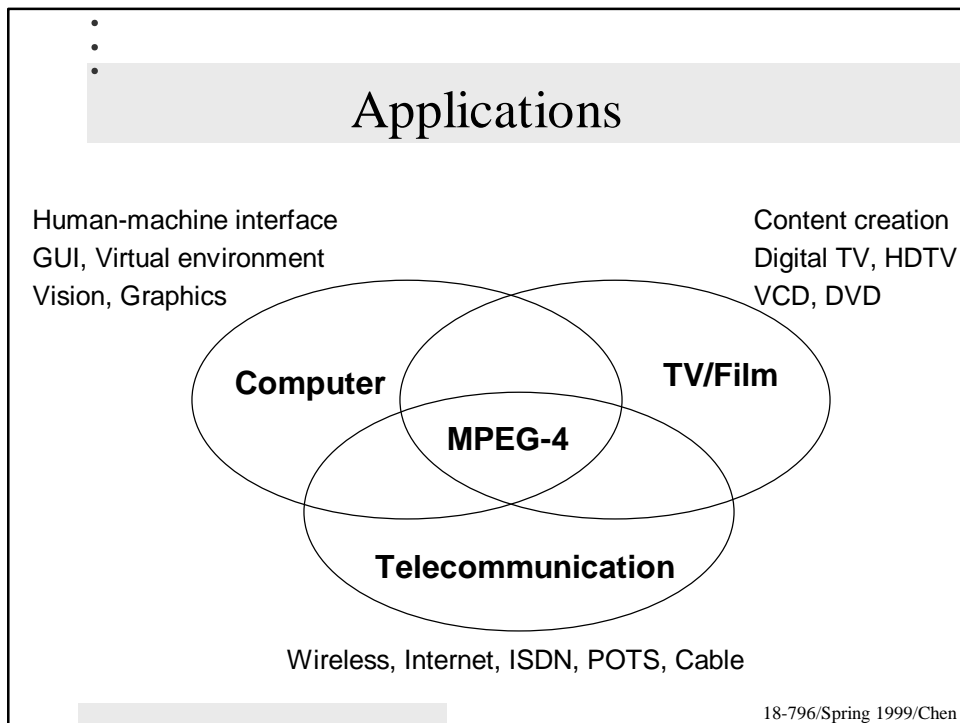 Applications
Human-machine interface
GUI, Virtual environment
Vision, Graphics
Content creation
Digital TV, HDTV
VCD, DVD
Computer
TV/Film
MPEG-4
Telecommunication
Wireless, Internet, ISDN, POTS, Cable
18-796/Spring 1999/Chen